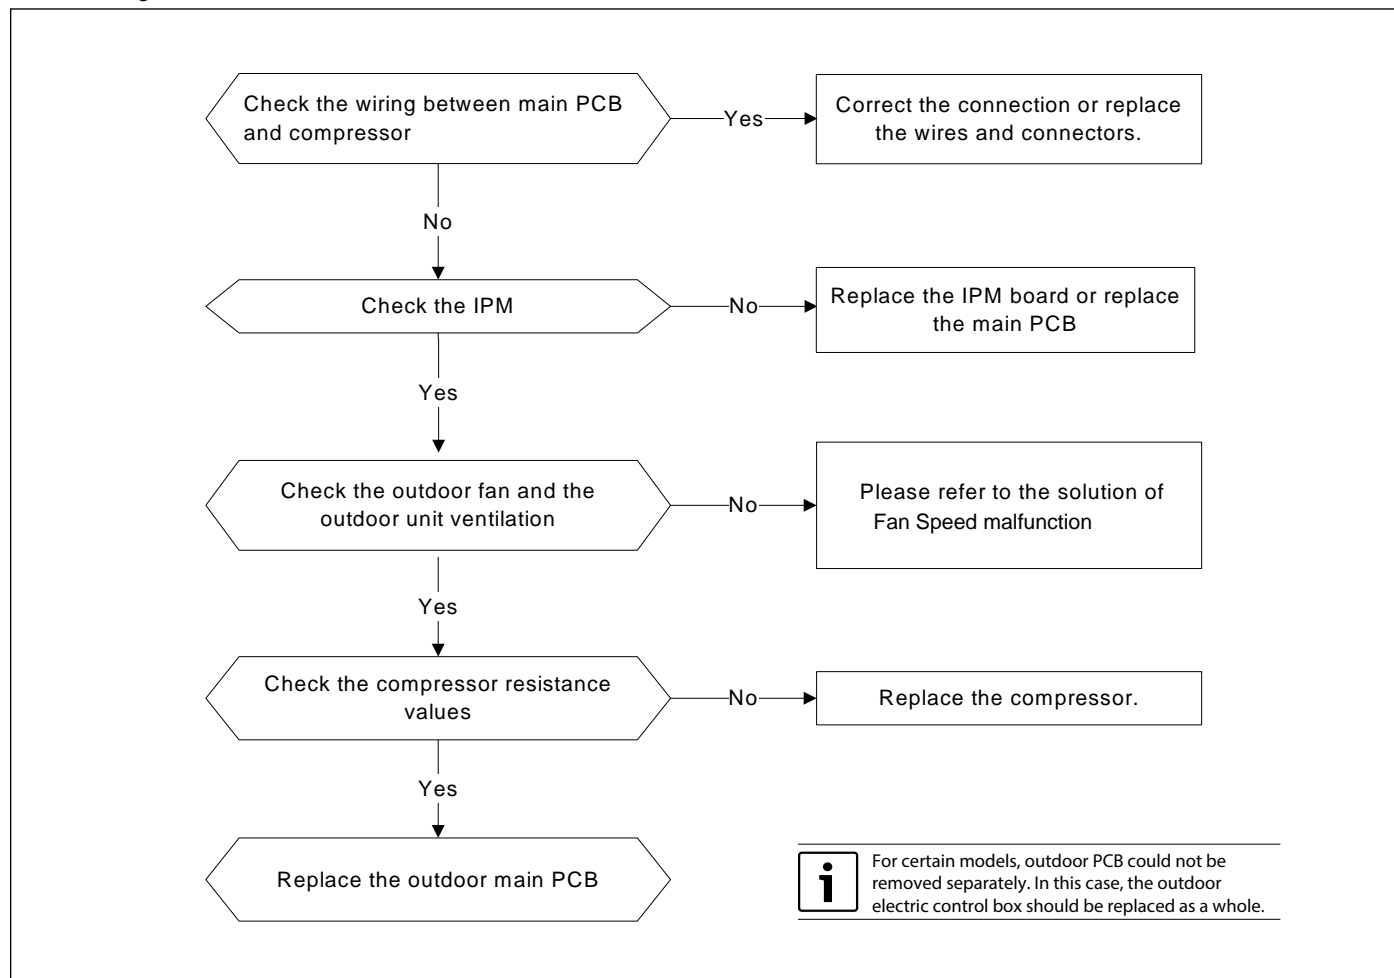 Check the wiring between main PCB
and compressor
Yes
Correct the connection or replace
the wires and connectors.
No
Check the IPM
No
Replace the IPM board or replace
the main PCB
Yes
Check the outdoor fan and the
outdoor unit ventilation
No
Please refer to the solution of
Fan Speed malfunction
Yes
Check the compressor resistance
values
No
Replace the compressor.
Yes
Replace the outdoor main PCB
i
For certain models, outdoor PCB could not be
removed separately. In this case, the outdoor
electric control box should be replaced as a whole.